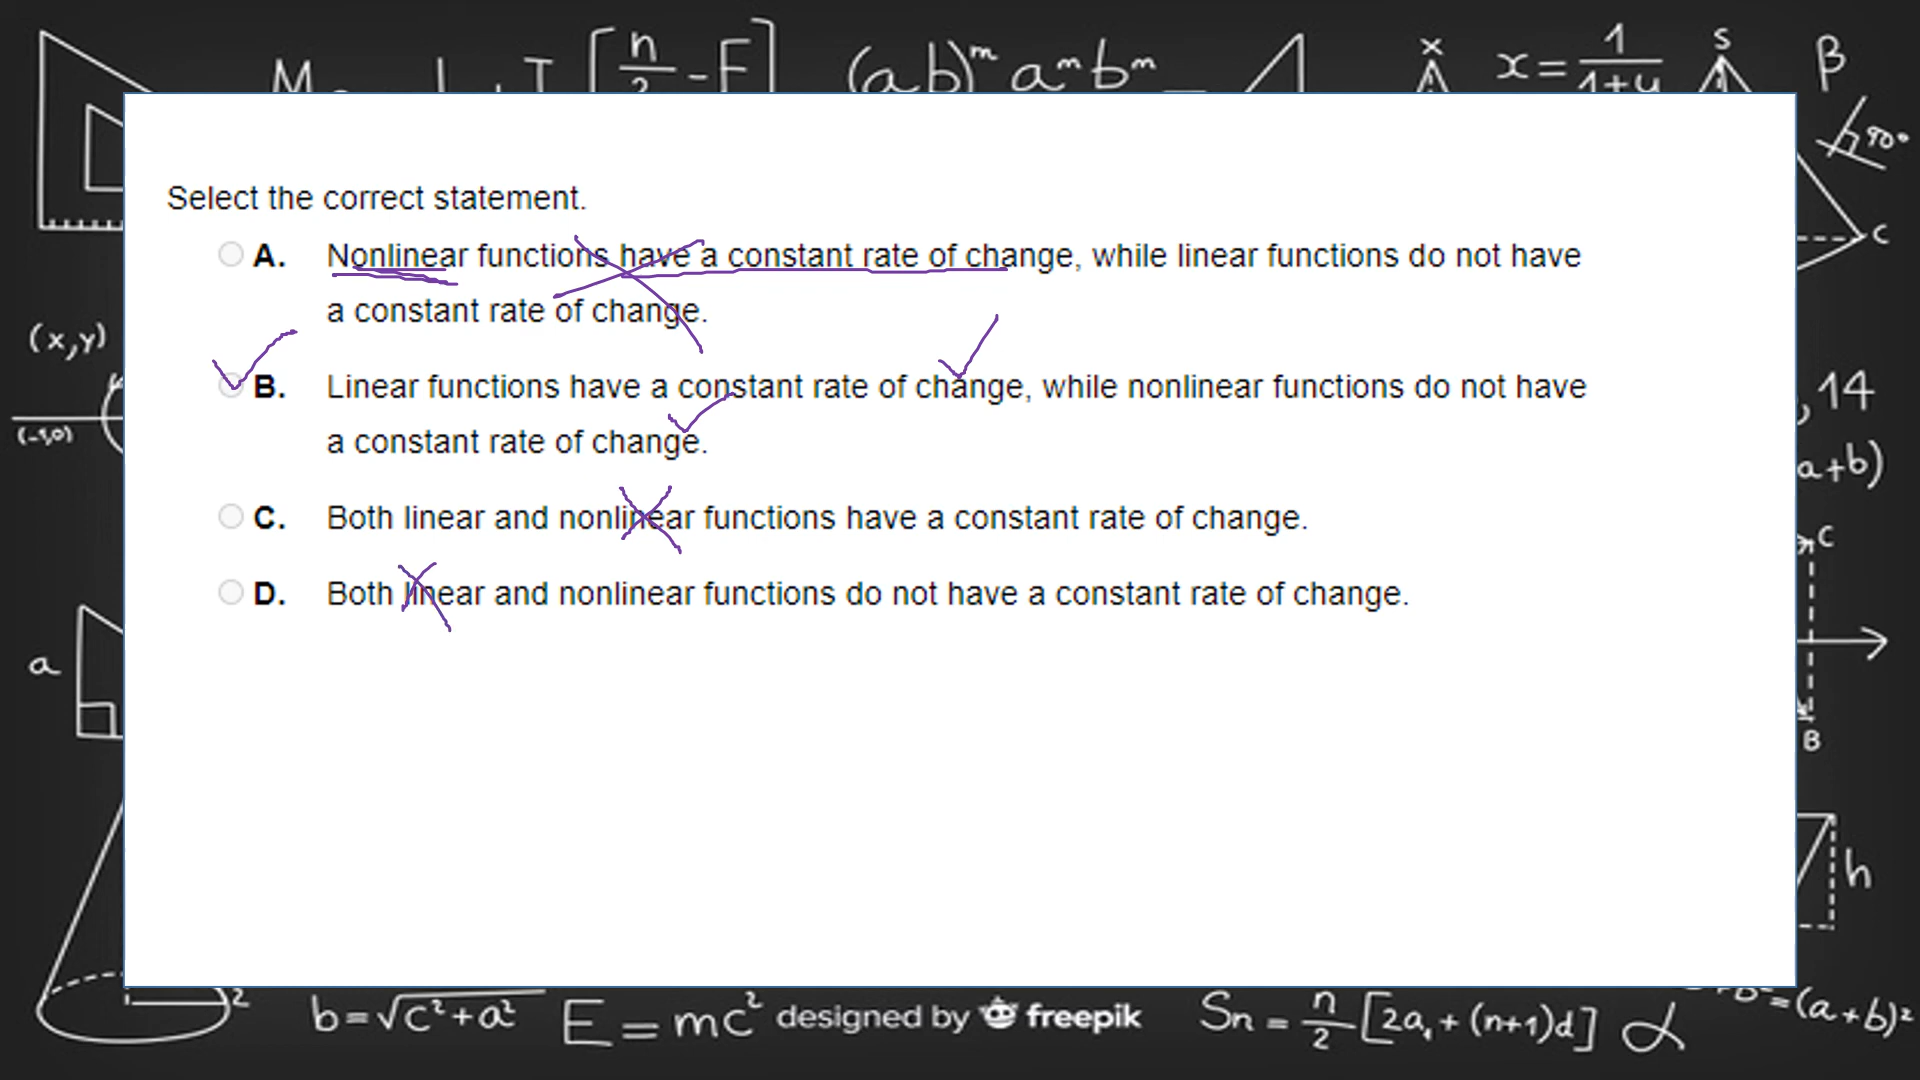 [n/2 - F] (ab)ᵐ aᵐbᵐ x s β
x = 1/1+y
90°
Select the correct statement.
A. Nonlinear functions have a constant rate of change, while linear functions do not have
a constant rate of change.
C
(x,y)
B. Linear functions have a constant rate of change, while nonlinear functions do not have
a constant rate of change.
14
(-1,0)
a+b)
C. Both linear and nonlinear functions have a constant rate of change.
C
D. Both linear and nonlinear functions do not have a constant rate of change.
a
B
h
2
b=√c²+a² E=mc² designed by freepik Sn = n/2 [2a₁+(n+1)d] α =(a+b)²